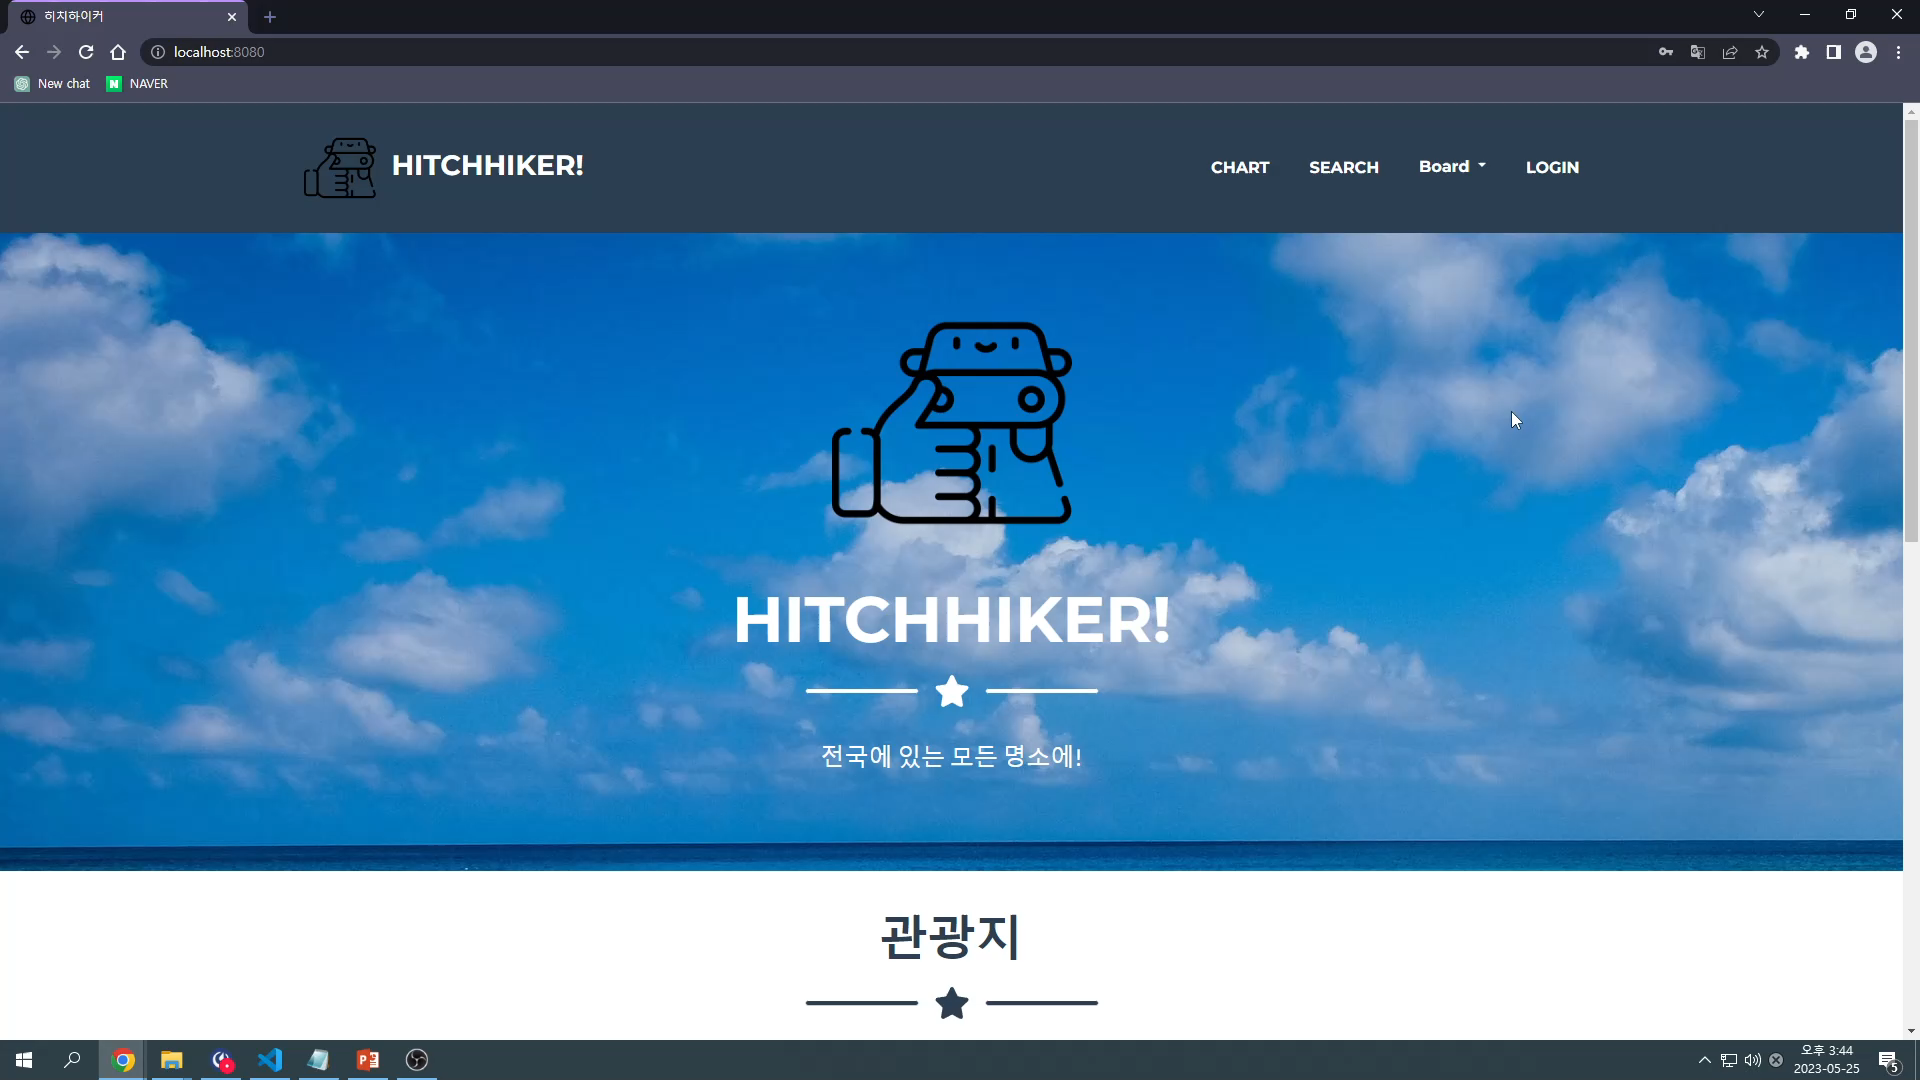 히치하이커
localhost:8080
New chat
N NAVER
HITCHHIKER!
CHART SEARCH Board LOGIN
HITCHHIKER!
전국에 있는 모든 명소에!
관광지
오후 3:44
2023-05-25
5